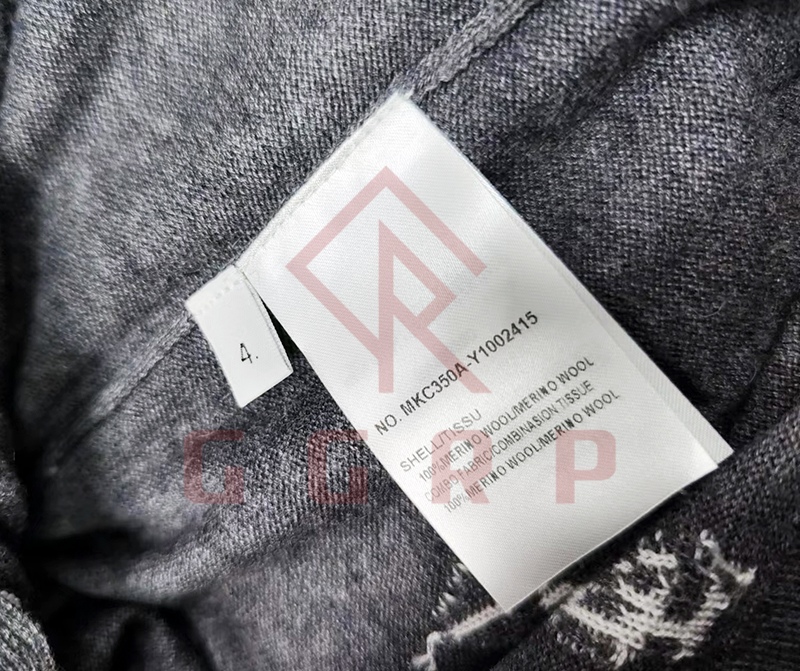 4.
NO. MKC350A-Y1002415
SHELL/TISSU
100%MERINO WOOL/MERINO WOOL
COMBO FABRIC/COMBINASION TISSUE
100%MERINO WOOL/MERINO WOOL
GGRP